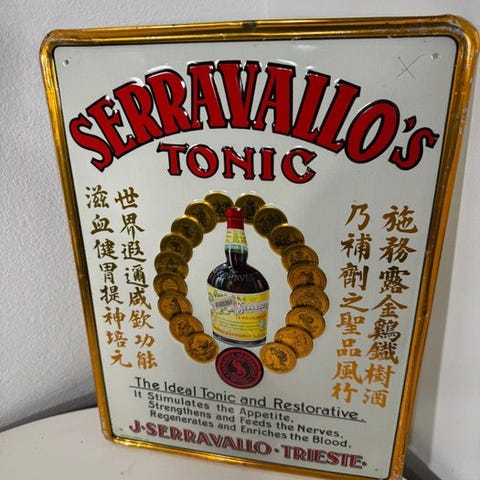 SERRAVALLO'S
TONIC
施務露金鷄鐵樹酒
乃補劑之聖品風行
世界遐邇咸欽功能
滋血健胃提神培元
The Ideal Tonic and Restorative.
It Stimulates the Appetite,
Strengthens and Feeds the Nerves,
Regenerates and Enriches the Blood.
J·SERRAVALLO·TRIESTE·